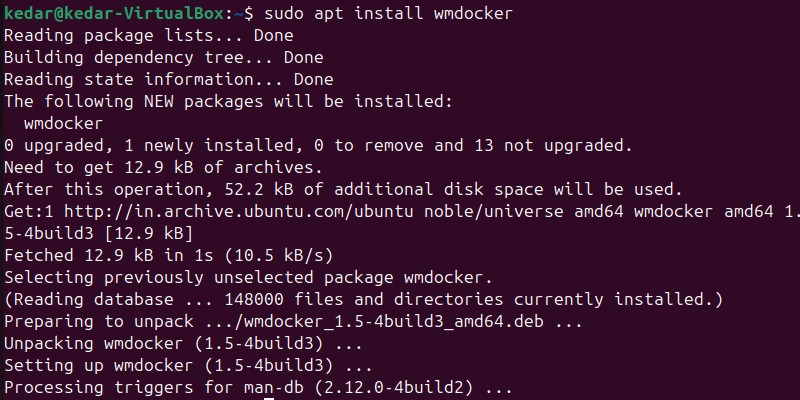 kedar@kedar-VirtualBox:~$ sudo apt install wmdocker
Reading package lists... Done
Building dependency tree... Done
Reading state information... Done
The following NEW packages will be installed:
  wmdocker
0 upgraded, 1 newly installed, 0 to remove and 13 not upgraded.
Need to get 12.9 kB of archives.
After this operation, 52.2 kB of additional disk space will be used.
Get:1 http://in.archive.ubuntu.com/ubuntu noble/universe amd64 wmdocker amd64 1.
5-4build3 [12.9 kB]
Fetched 12.9 kB in 1s (10.5 kB/s)
Selecting previously unselected package wmdocker.
(Reading database ... 148000 files and directories currently installed.)
Preparing to unpack .../wmdocker_1.5-4build3_amd64.deb ...
Unpacking wmdocker (1.5-4build3) ...
Setting up wmdocker (1.5-4build3) ...
Processing triggers for man-db (2.12.0-4build2) ...